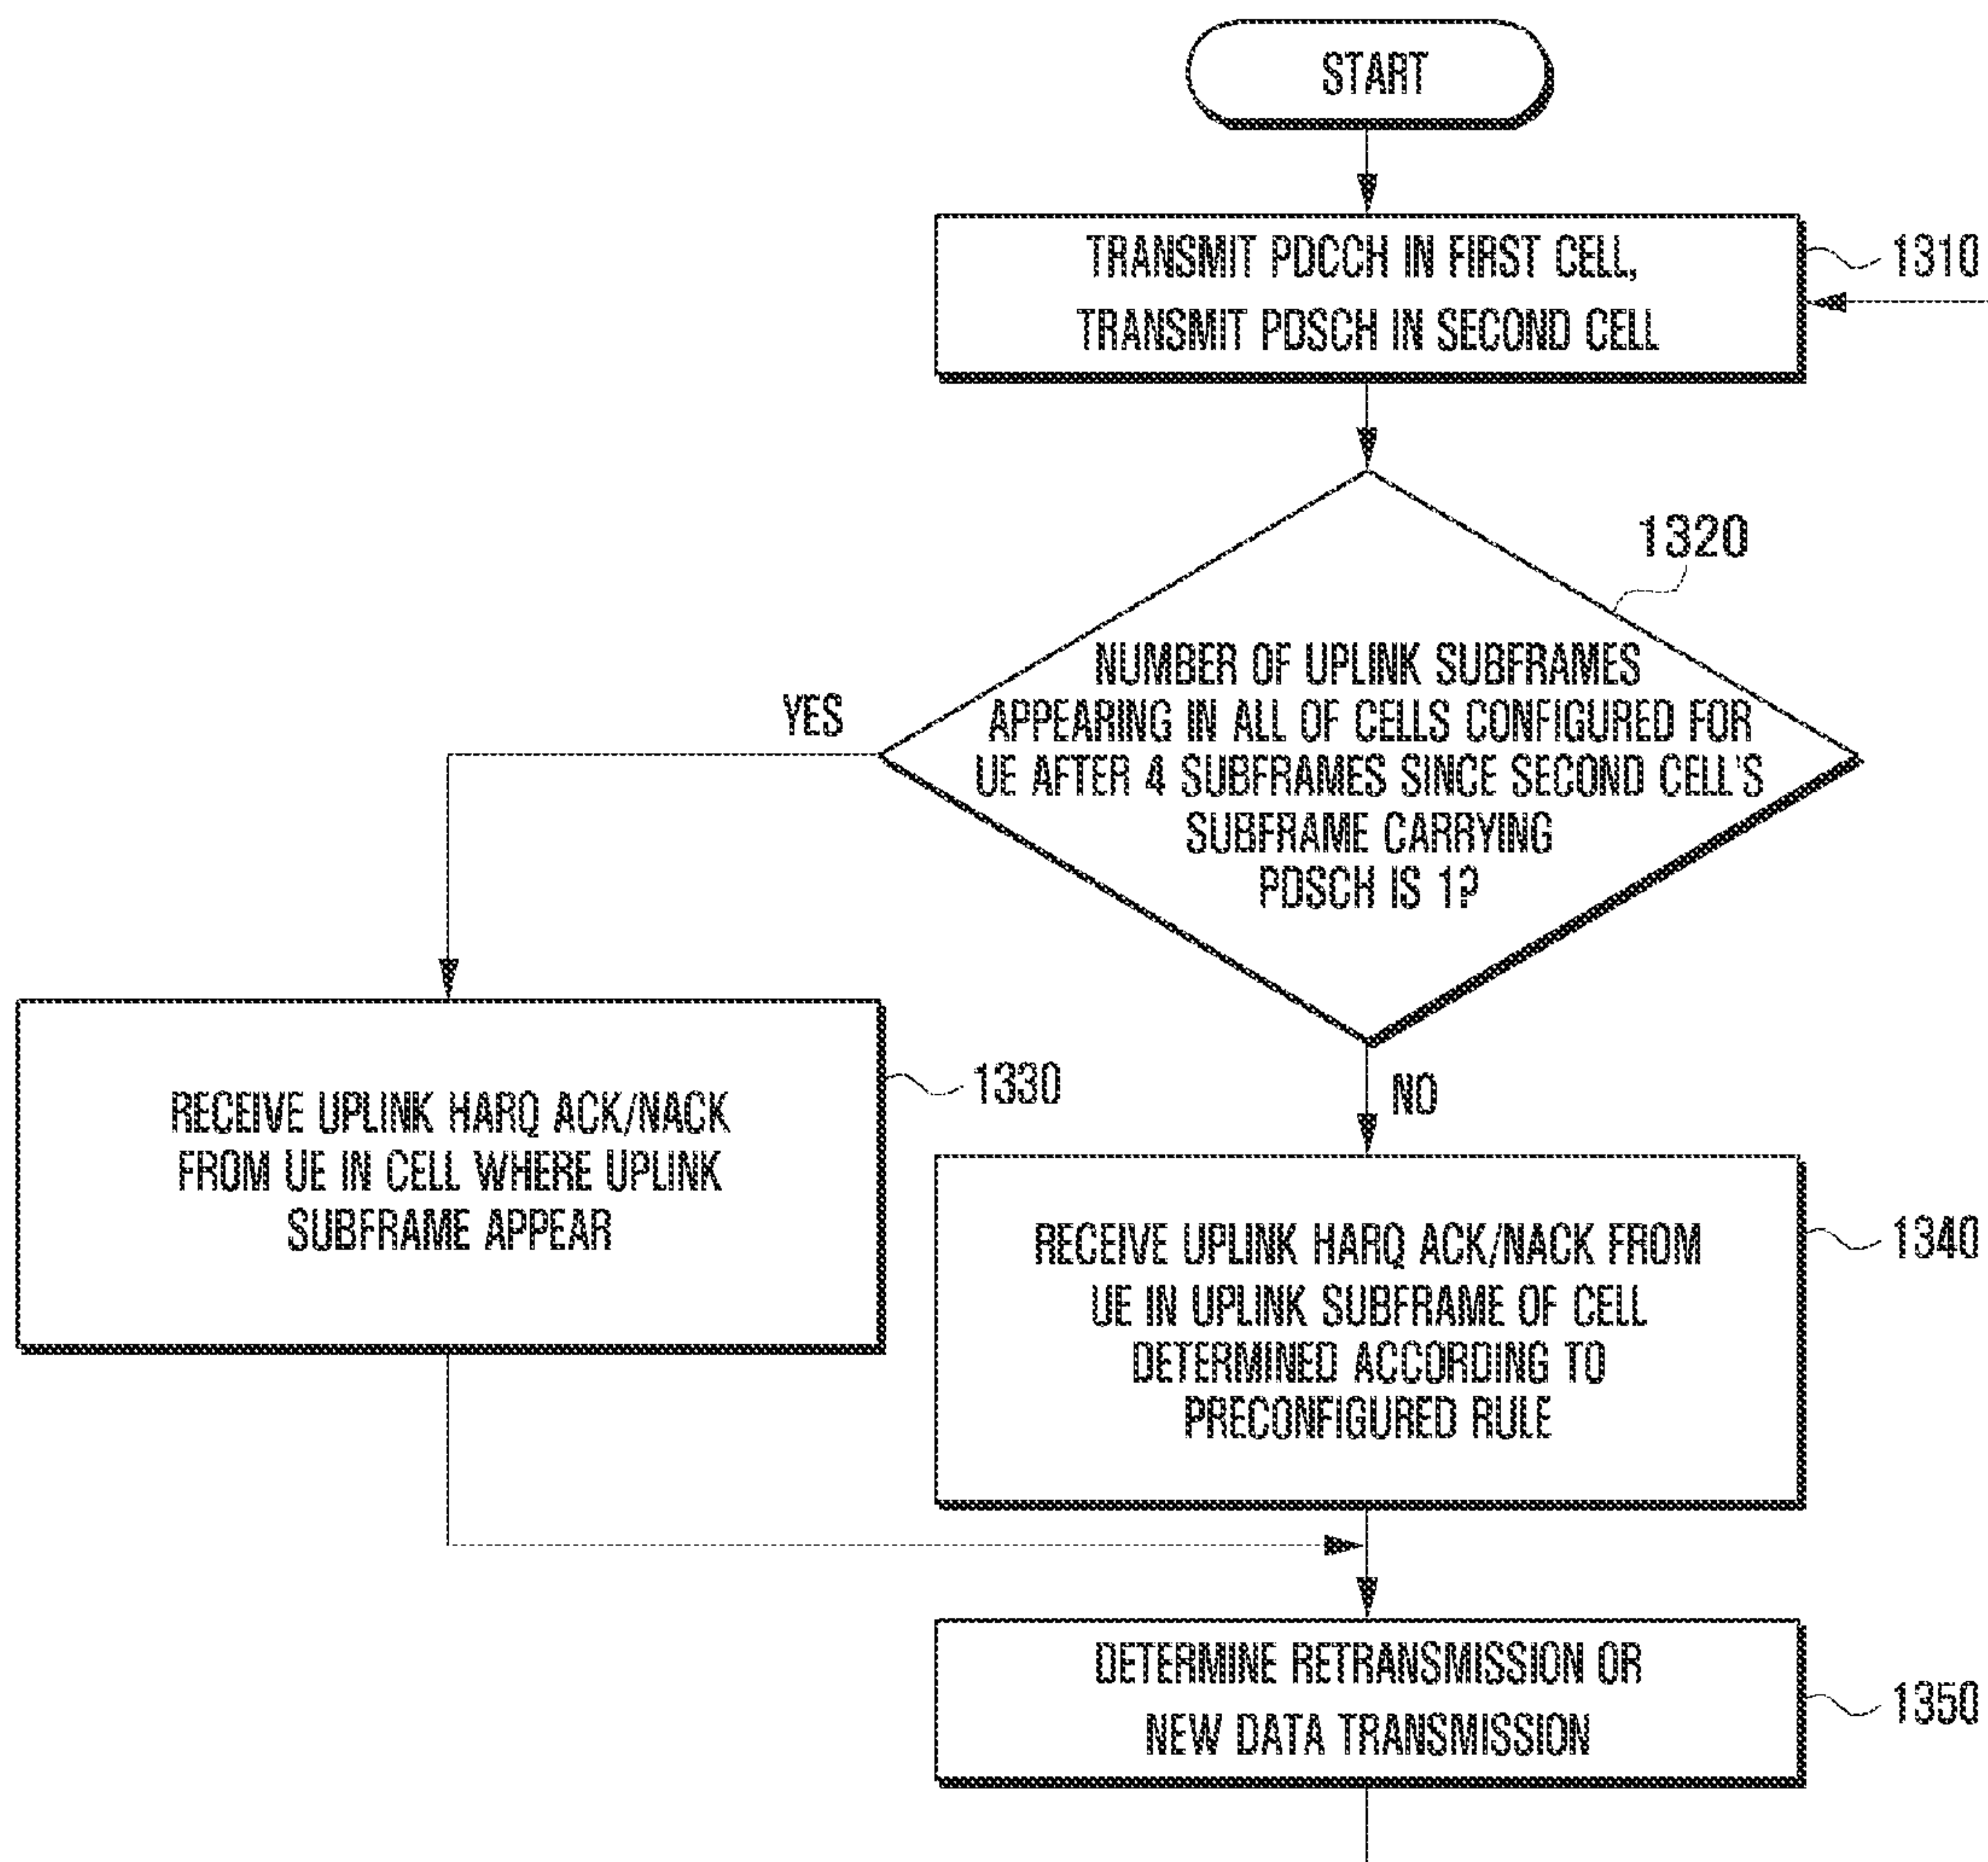 START
TRANSMIT PDCCH IN FIRST CELL,
TRANSMIT PDSCH IN SECOND CELL
1310
1320
NUMBER OF UPLINK SUBFRAMES
APPEARING IN ALL OF CELLS CONFIGURED FOR
UE AFTER 4 SUBFRAMES SINCE SECOND CELL'S
SUBFRAME CARRYING
PDSCH IS 1?
YES
NO
RECEIVE UPLINK HARQ ACK/NACK
FROM UE IN CELL WHERE UPLINK
SUBFRAME APPEAR
1330
RECEIVE UPLINK HARQ ACK/NACK FROM
UE IN UPLINK SUBFRAME OF CELL
DETERMINED ACCORDING TO
PRECONFIGURED RULE
1340
DETERMINE RETRANSMISSION OR
NEW DATA TRANSMISSION
1350